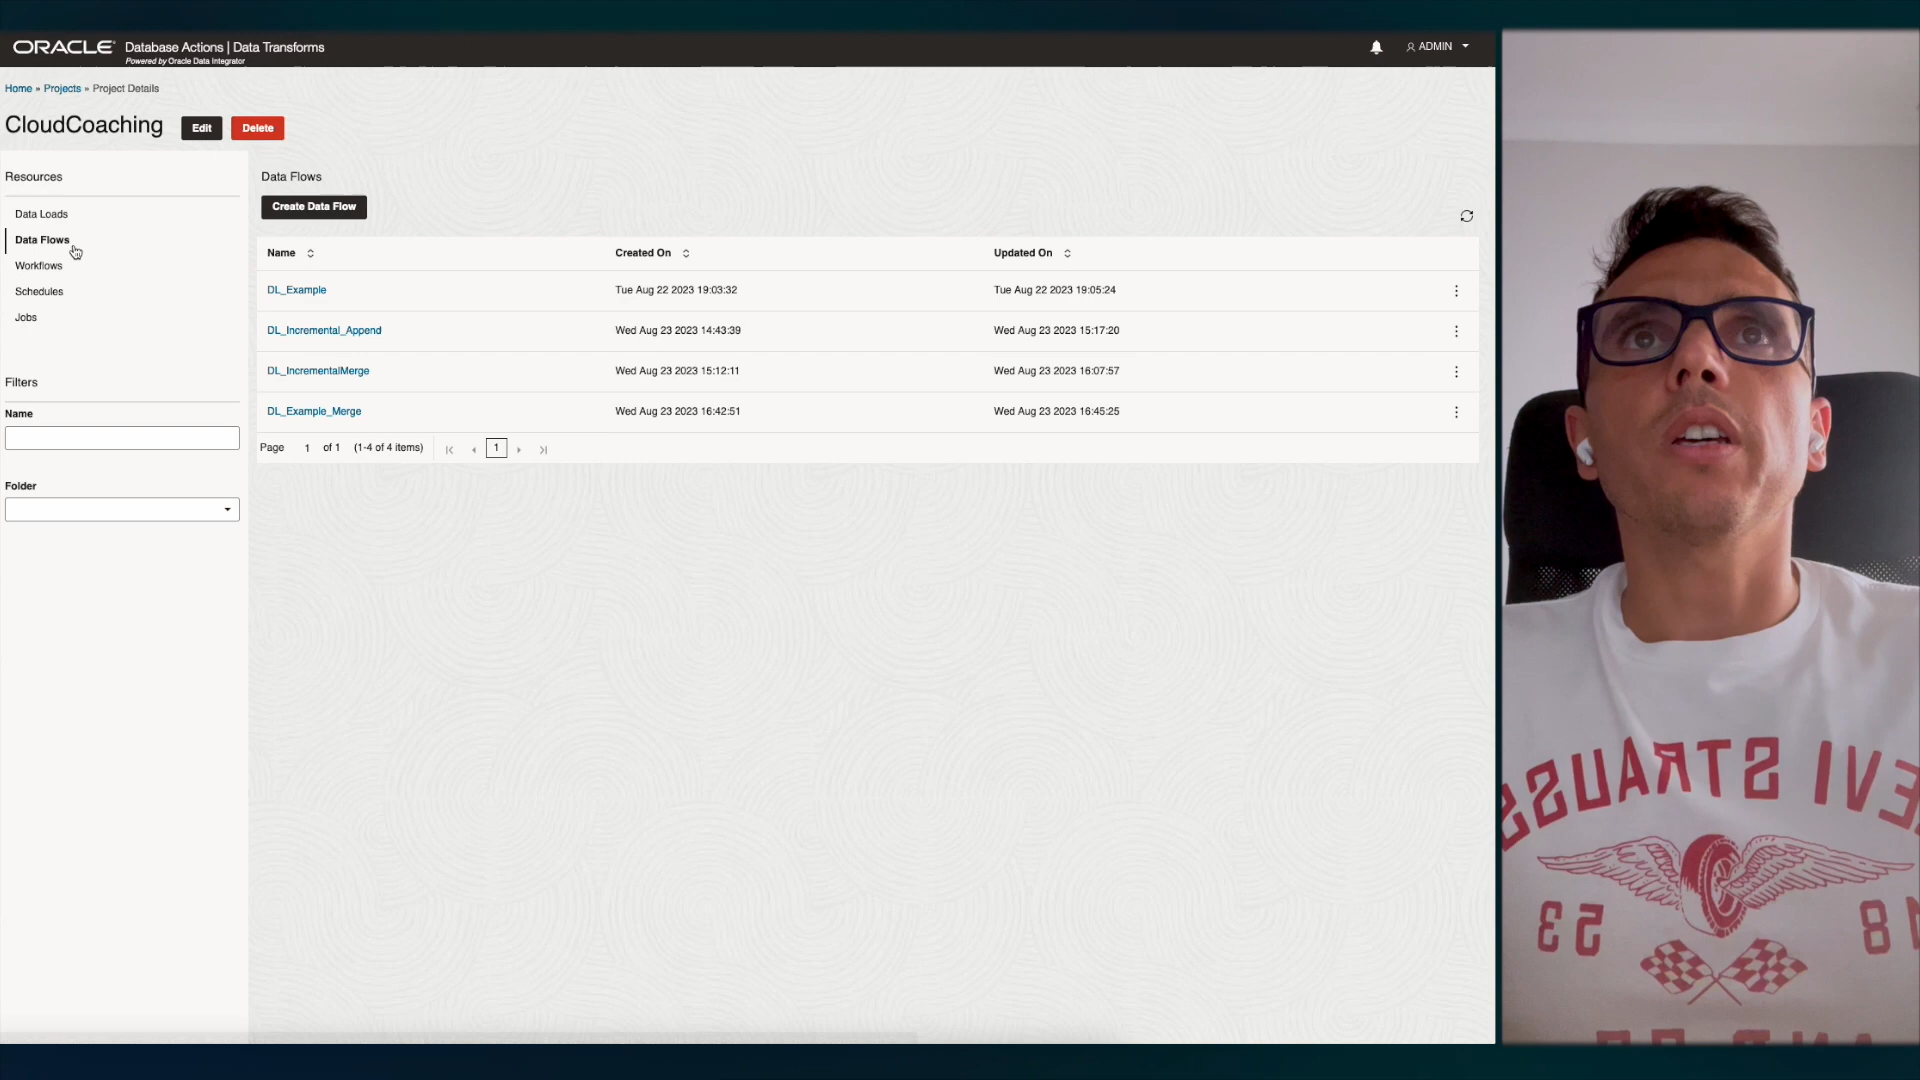 ORACLE Database Actions | Data Transforms
Powered by Oracle Data Integrator
ADMIN
Home » Projects » Project Details
CloudCoaching Edit Delete
Resources
Data Loads
Data Flows
Workflows
Schedules
Jobs
Filters
Name
Folder
Data Flows
Create Data Flow
Name Created On Updated On
DL_Example Tue Aug 22 2023 19:03:32 Tue Aug 22 2023 19:05:24
DL_Incremental_Append Wed Aug 23 2023 14:43:39 Wed Aug 23 2023 15:17:20
DL_IncrementalMerge Wed Aug 23 2023 15:12:11 Wed Aug 23 2023 16:07:57
DL_Example_Merge Wed Aug 23 2023 16:42:51 Wed Aug 23 2023 16:45:25
Page 1 of 1 (1-4 of 4 items) 1
EVI STRAUSS
18 53